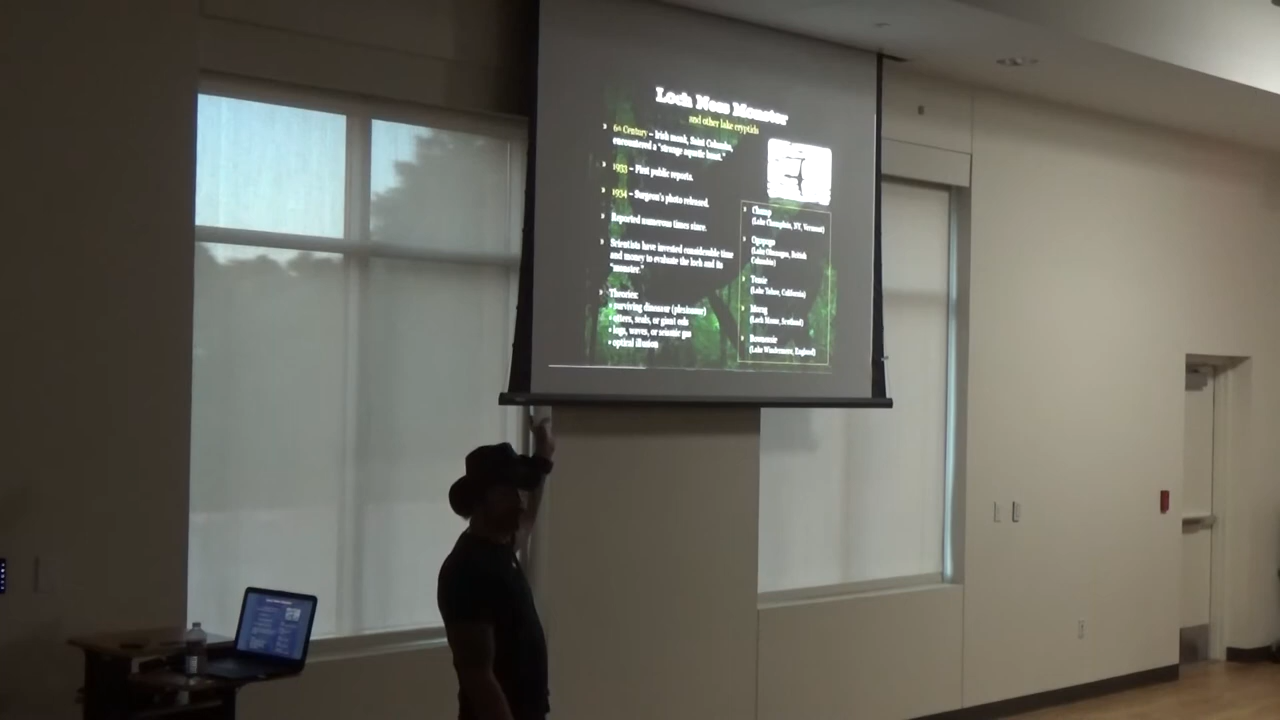 Loch Ness Monster
and other lake cryptids
6th Century – Irish monk, Saint Columba,
encountered a "strange aquatic beast."
1933 – First public reports.
1934 – Surgeon's photo released.
Reported numerous times since.
Scientists have invested considerable time
and money to evaluate the loch and its
"monster."
Theories:
• surviving dinosaur (plesiosaur)
• otters, seals, or giant eels
• logs, waves, or seismic gas
• optical illusion
Champ
(Lake Champlain, NY, Vermont)
Ogopogo
(Lake Okanagan, British
Columbia)
Tessie
(Lake Tahoe, California)
Morag
(Loch Morar, Scotland)
Bownessie
(Lake Windermere, England)